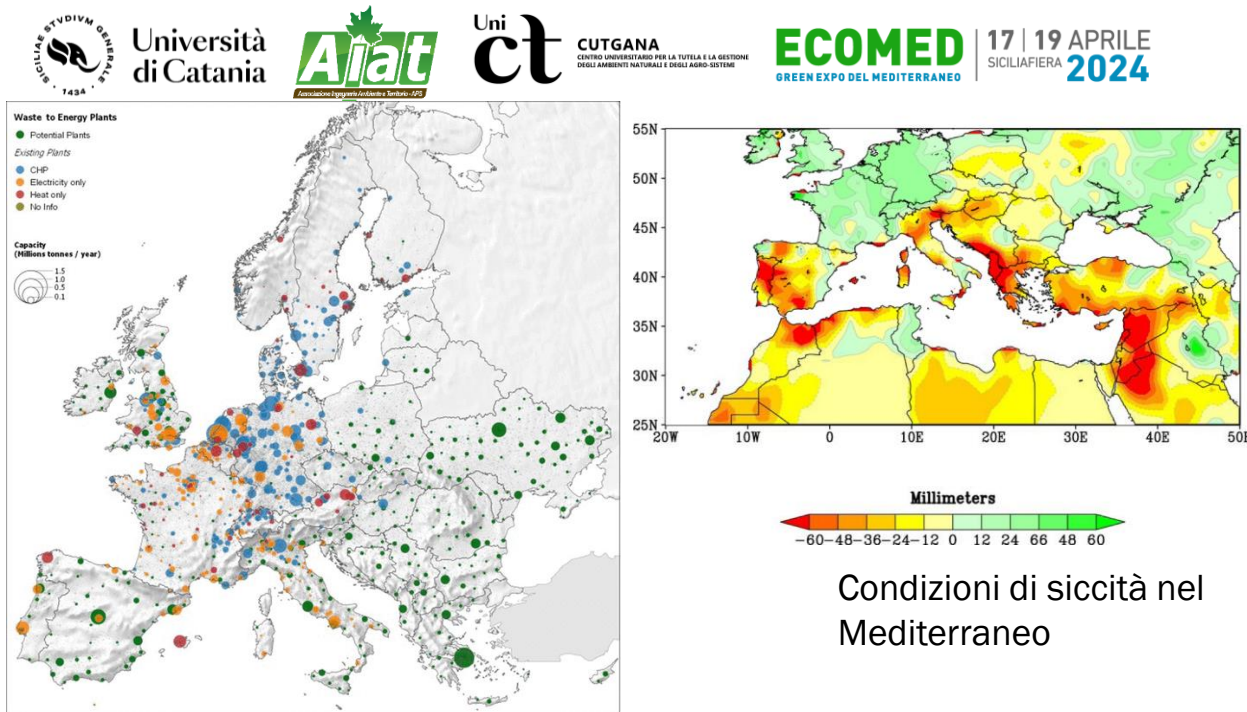 SICILIAE STVDIVM GENERALE
· 1434 ·
Università
di Catania
Aiat
Associazione Ingegneria Ambiente e Territorio - APS
Uni
ct
CUTGANA
CENTRO UNIVERSITARIO PER LA TUTELA E LA GESTIONE
DEGLI AMBIENTI NATURALI E DEGLI AGRO-SISTEMI
ECOMED
GREEN EXPO DEL MEDITERRANEO
17 | 19 APRILE
SICILIAFIERA 2024
Waste to Energy Plants
Potential Plants
Existing Plants
CHP
Electricity only
Heat only
No Info
Capacity
(Millions tonnes / year)
1.5
1.0
0.5
0.1
55N
50N
45N
40N
35N
30N
25N
20W 10W 0 10E 20E 30E 40E 50E
Millimeters
-60 -48 -36 -24 -12 0 12 24 66 48 60
Condizioni di siccità nel
Mediterraneo